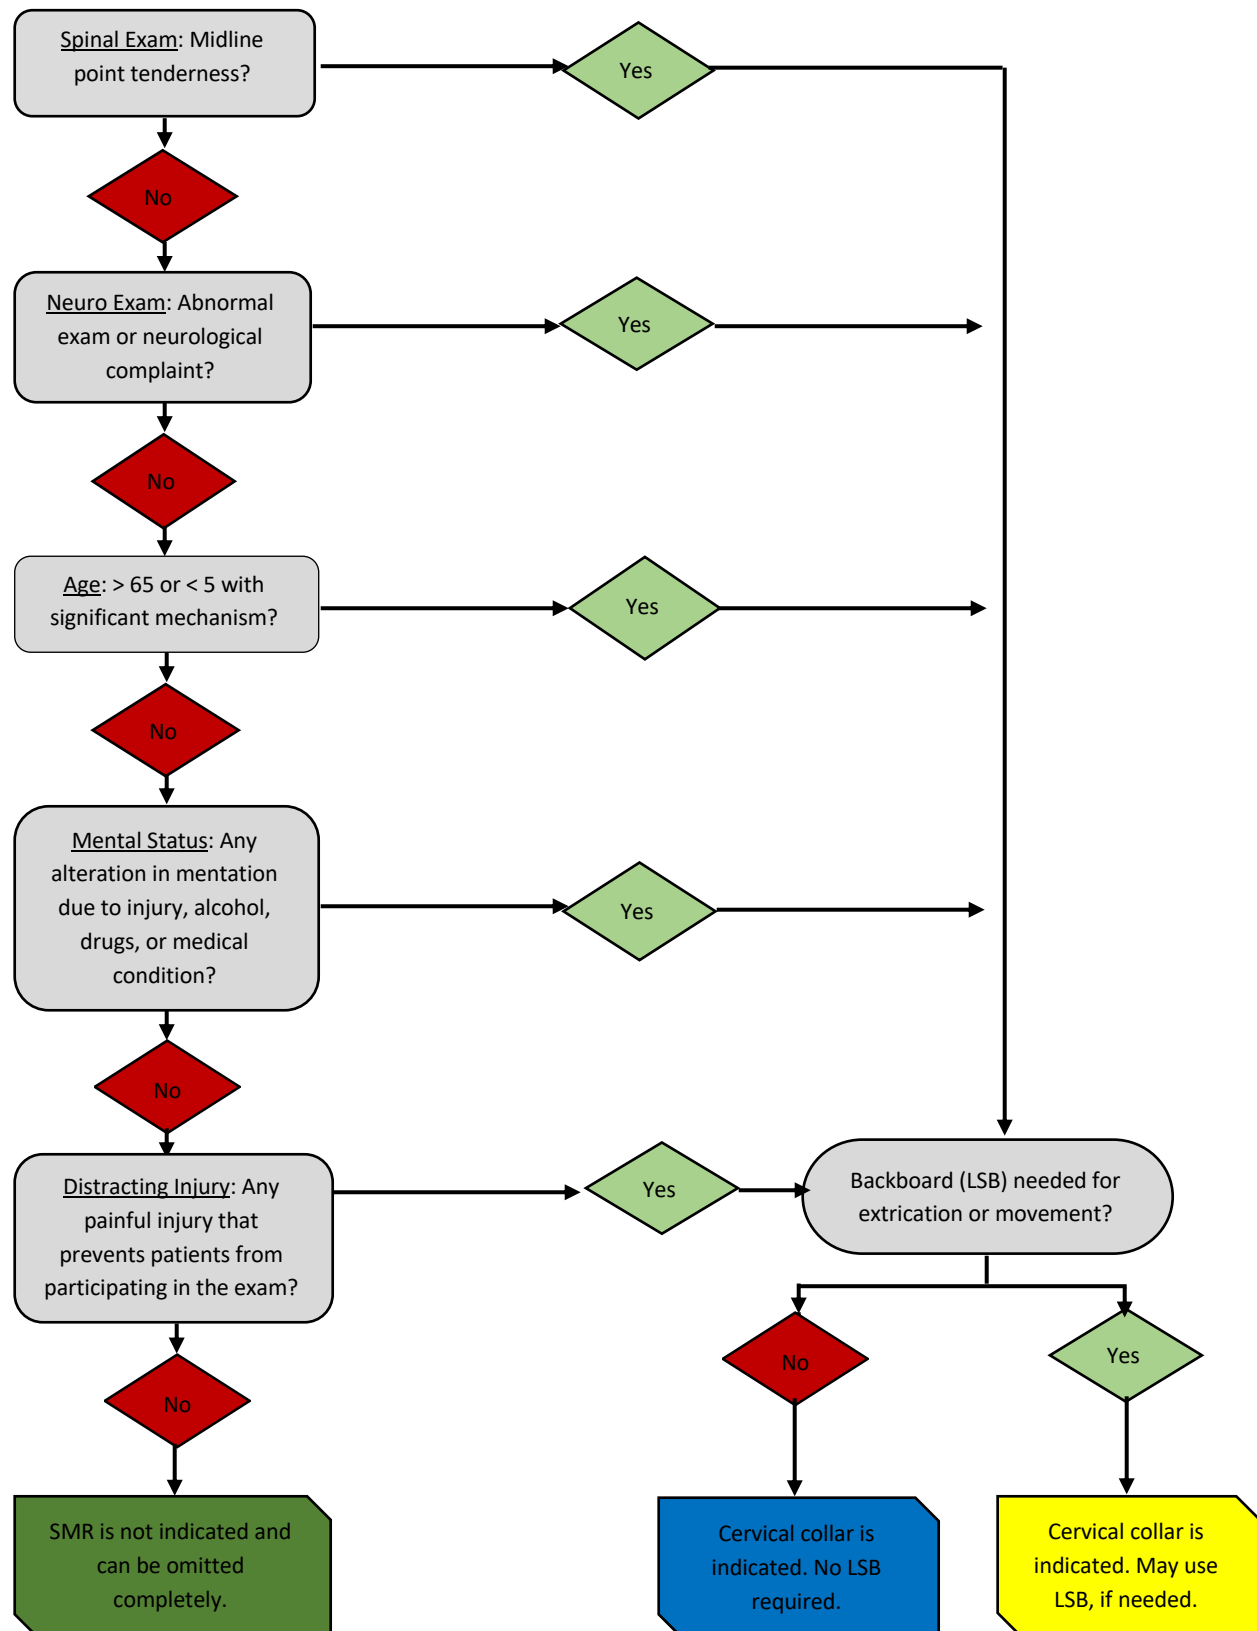 Spinal Exam: Midline
point tenderness?
Yes
No
Neuro Exam: Abnormal
exam or neurological
complaint?
Yes
No
Age: > 65 or < 5 with
significant mechanism?
Yes
No
Mental Status: Any
alteration in mentation
due to injury, alcohol,
drugs, or medical
condition?
Yes
No
Distracting Injury: Any
painful injury that
prevents patients from
participating in the exam?
Yes
Backboard (LSB) needed for
extrication or movement?
No
No
Yes
SMR is not indicated and
can be omitted
completely.
Cervical collar is
indicated. No LSB
required.
Cervical collar is
indicated. May use
LSB, if needed.